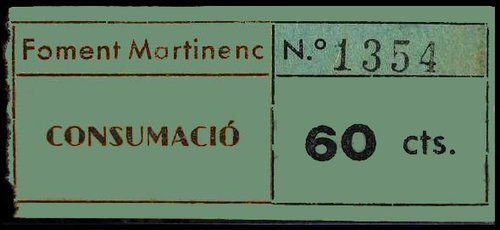 Foment Martinenc N.º 1354
CONSUMACIÓ 60 cts.